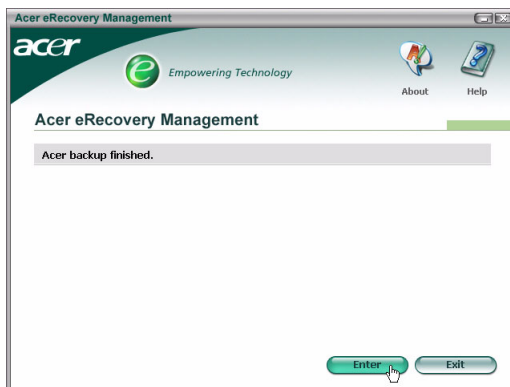 Acer eRecovery Management
acer
e Empowering Technology
About Help
Acer eRecovery Management
Acer backup finished.
Enter Exit